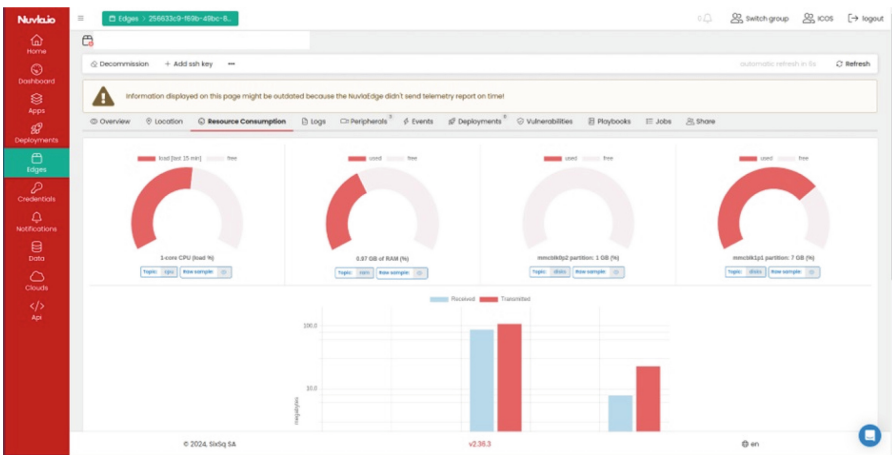 Nuvla.io
Edges > 256633c9-f69b-49bc-8...
Switch group
ICOS
logout
Home
Dashboard
Apps
Deployments
Edges
Credentials
Notifications
Data
Clouds
Api
Decommission
+ Add ssh key
automatic refresh in 6s
Refresh
Information displayed on this page might be outdated because the NuvlaEdge didn't send telemetry report on time!
Overview
Location
Resource Consumption
Logs
Peripherals
Events
Deployments
Vulnerabilities
Playbooks
Jobs
Share
load (last 15 min) free
used free
used free
used free
1-core CPU (load %)
Topic cpu Raw sample
0.97 GB of RAM (%)
Topic ram Raw sample
mmcblk0p2 partition: 1 GB (%)
Topic disks Raw sample
mmcblk1p1 partition: 7 GB (%)
Topic disks Raw sample
Received Transmitted
100.0
10.0
megabytes
© 2024, SixSq SA
v2.36.3
en